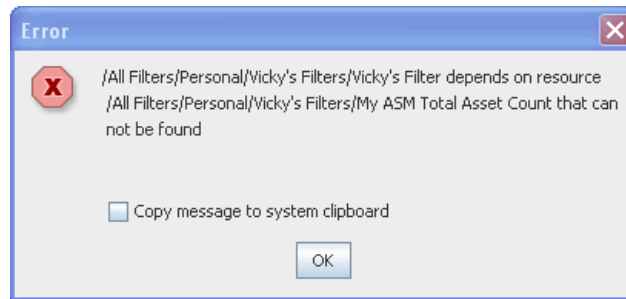 Error
/All Filters/Personal/Vicky's Filters/Vicky's Filter depends on resource
/All Filters/Personal/Vicky's Filters/My ASM Total Asset Count that can
not be found
Copy message to system clipboard
OK